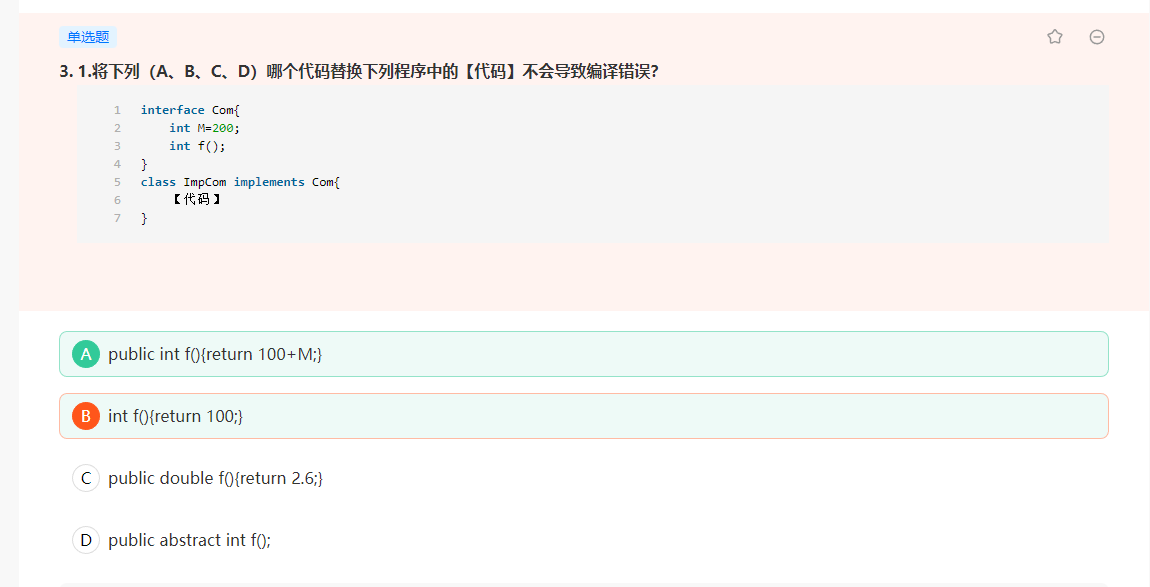 单选题
3. 1.将下列（A、B、C、D）哪个代码替换下列程序中的【代码】不会导致编译错误?
1 interface Com{
2 int M=200;
3 int f();
4 }
5 class ImpCom implements Com{
6 【代码】
7 }
A public int f(){return 100+M;}
B int f(){return 100;}
C public double f(){return 2.6;}
D public abstract int f();